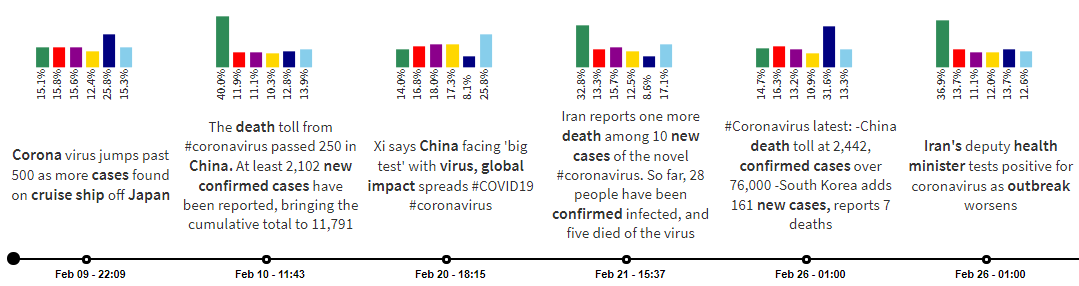 15.1% 15.8% 15.6% 12.4% 25.8% 15.3%
Corona virus jumps past
500 as more cases found
on cruise ship off Japan
Feb 09 - 22:09
40.0% 11.9% 11.1% 10.3% 12.8% 13.9%
The death toll from
#coronavirus passed 250 in
China. At least 2,102 new
confirmed cases have
been reported, bringing the
cumulative total to 11,791
Feb 10 - 11:43
14.0% 16.8% 18.0% 17.3% 8.1% 25.8%
Xi says China facing 'big
test' with virus, global
impact spreads #COVID19
#coronavirus
Feb 20 - 18:15
32.8% 13.3% 15.7% 12.5% 8.6% 17.1%
Iran reports one more
death among 10 new
cases of the novel
#coronavirus. So far, 28
people have been
confirmed infected, and
five died of the virus
Feb 21 - 15:37
14.7% 16.3% 13.2% 10.9% 31.6% 13.3%
#Coronavirus latest: -China
death toll at 2,442,
confirmed cases over
76,000 -South Korea adds
161 new cases, reports 7
deaths
Feb 26 - 01:00
36.9% 13.7% 11.1% 12.0% 13.7% 12.6%
Iran's deputy health
minister tests positive for
coronavirus as outbreak
worsens
Feb 26 - 01:00